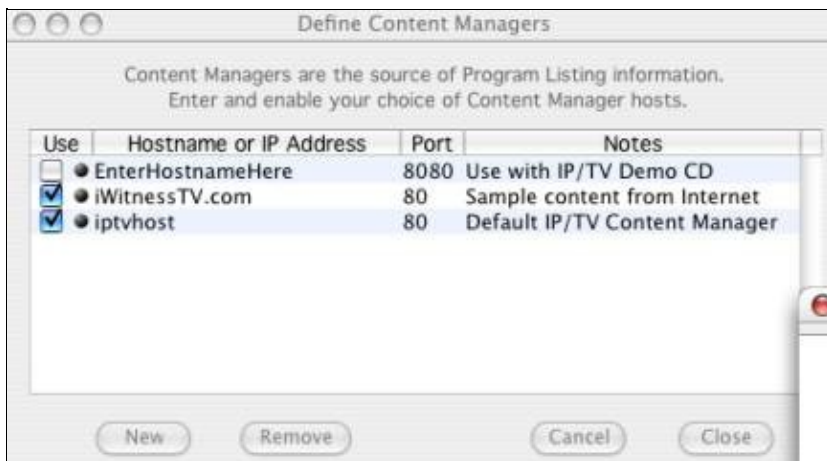 Define Content Managers
Content Managers are the source of Program Listing information.
Enter and enable your choice of Content Manager hosts.
Use Hostname or IP Address Port Notes
EnterHostnameHere 8080 Use with IP/TV Demo CD
iWitnessTV.com 80 Sample content from Internet
iptvhost 80 Default IP/TV Content Manager
New Remove Cancel Close